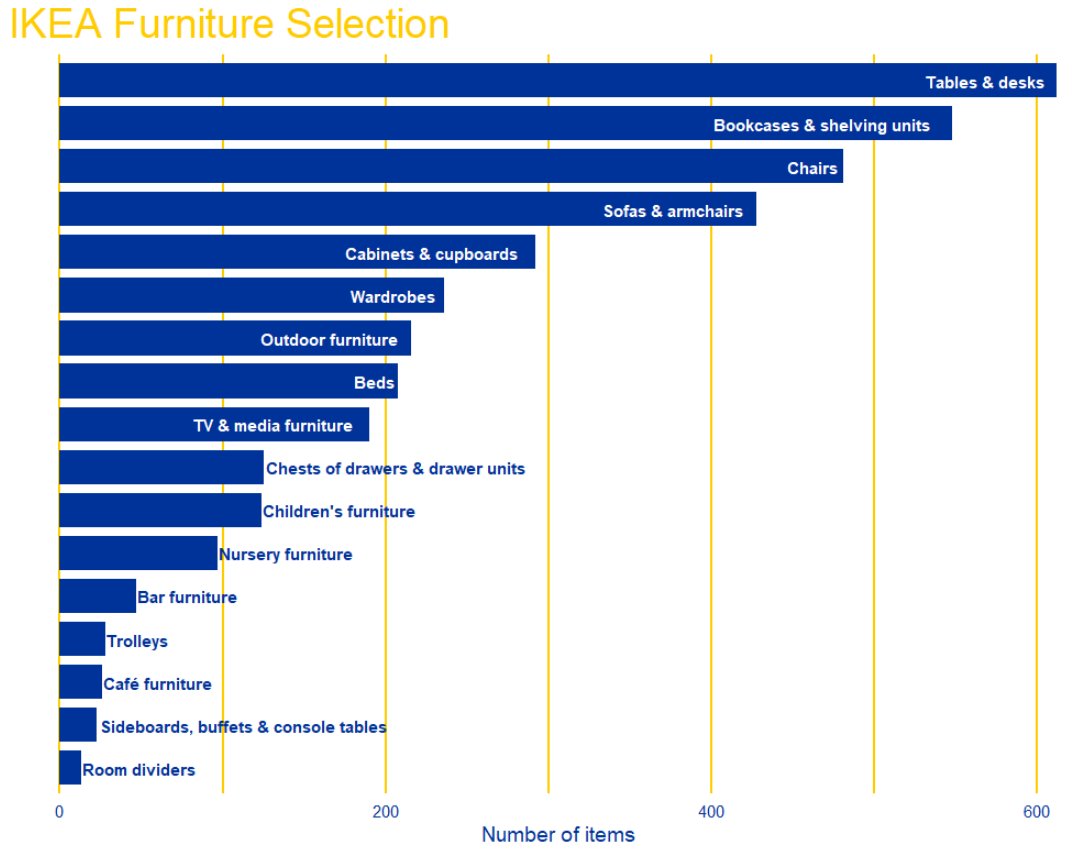 IKEA Furniture Selection
Tables & desks
Bookcases & shelving units
Chairs
Sofas & armchairs
Cabinets & cupboards
Wardrobes
Outdoor furniture
Beds
TV & media furniture
Chests of drawers & drawer units
Children's furniture
Nursery furniture
Bar furniture
Trolleys
Café furniture
Sideboards, buffets & console tables
Room dividers
0 200 400 600
Number of items